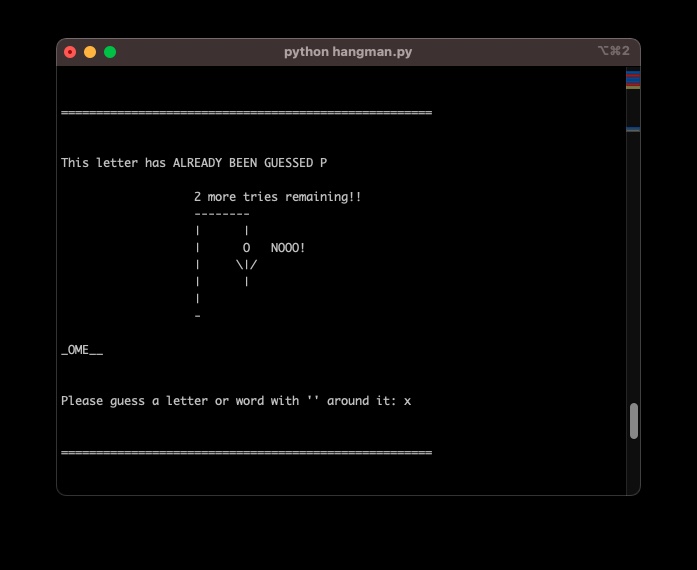 python hangman.py
⌥⌘2
=====================================================
This letter has ALREADY BEEN GUESSED P
2 more tries remaining!!
--------
|      |
|      O   NOOO!
|     \|/
|      |
|
-
_OME__
Please guess a letter or word with '' around it: x
=====================================================